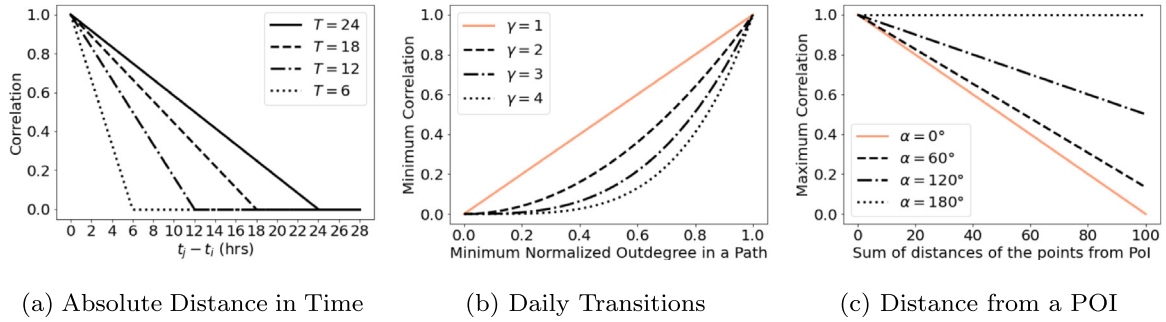 1.0
0.8
0.6
0.4
0.2
0.0
Correlation
T = 24
T = 18
T = 12
T = 6
0 2 4 6 8 10 12 14 16 18 20 22 24 26 28
t_j − t_i (hrs)
(a) Absolute Distance in Time
1.0
0.8
0.6
0.4
0.2
0.0
Minimum Correlation
γ = 1
γ = 2
γ = 3
γ = 4
0.0 0.2 0.4 0.6 0.8 1.0
Minimum Normalized Outdegree in a Path
(b) Daily Transitions
1.0
0.8
0.6
0.4
0.2
0.0
Maximum Correlation
α = 0°
α = 60°
α = 120°
α = 180°
0 20 40 60 80 100
Sum of distances of the points from PoI
(c) Distance from a POI